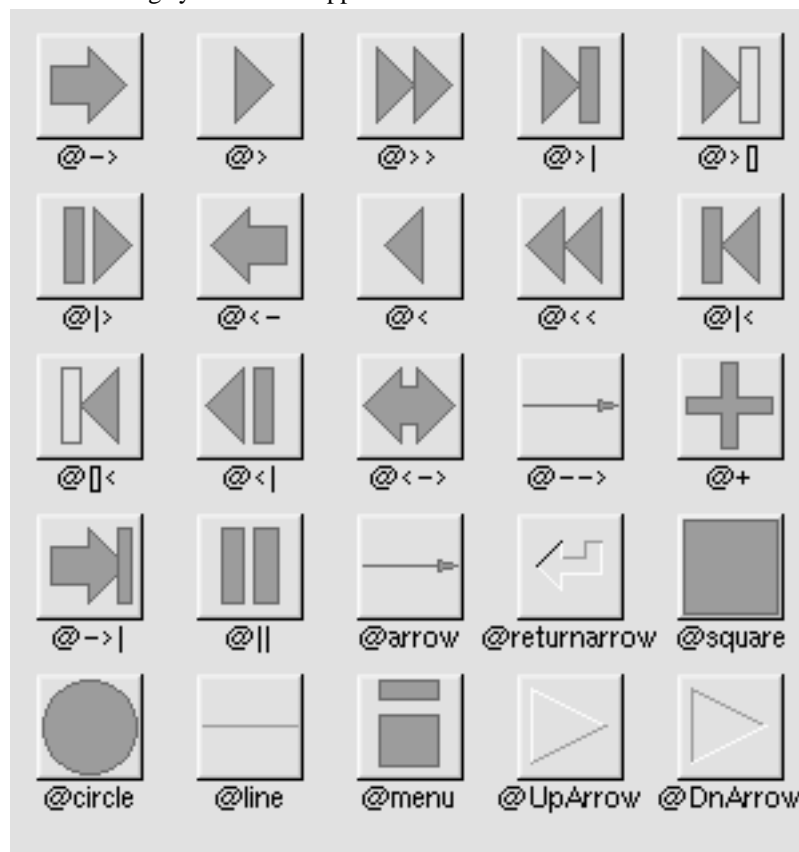 @-> @> @>> @>| @>[]
@|> @<- @< @<< @|<
@[]< @<| @<-> @--> @+
@->| @|| @arrow @returnarrow @square
@circle @line @menu @UpArrow @DnArrow